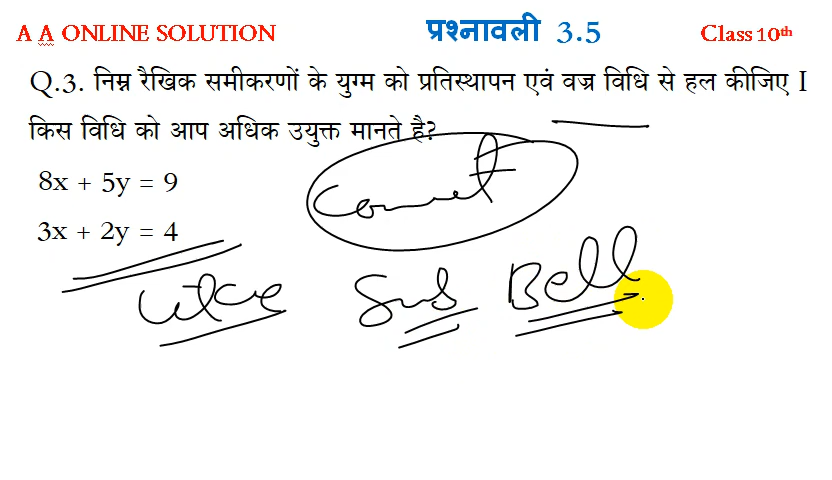 A A ONLINE SOLUTION प्रश्नावली 3.5 Class 10th
Q.3. निम्न रैखिक समीकरणों के युग्म को प्रतिस्थापन एवं वज्र विधि से हल कीजिए I
किस विधि को आप अधिक उयुक्त मानते है?
8x + 5y = 9
3x + 2y = 4
Comment
Like Sub Bell